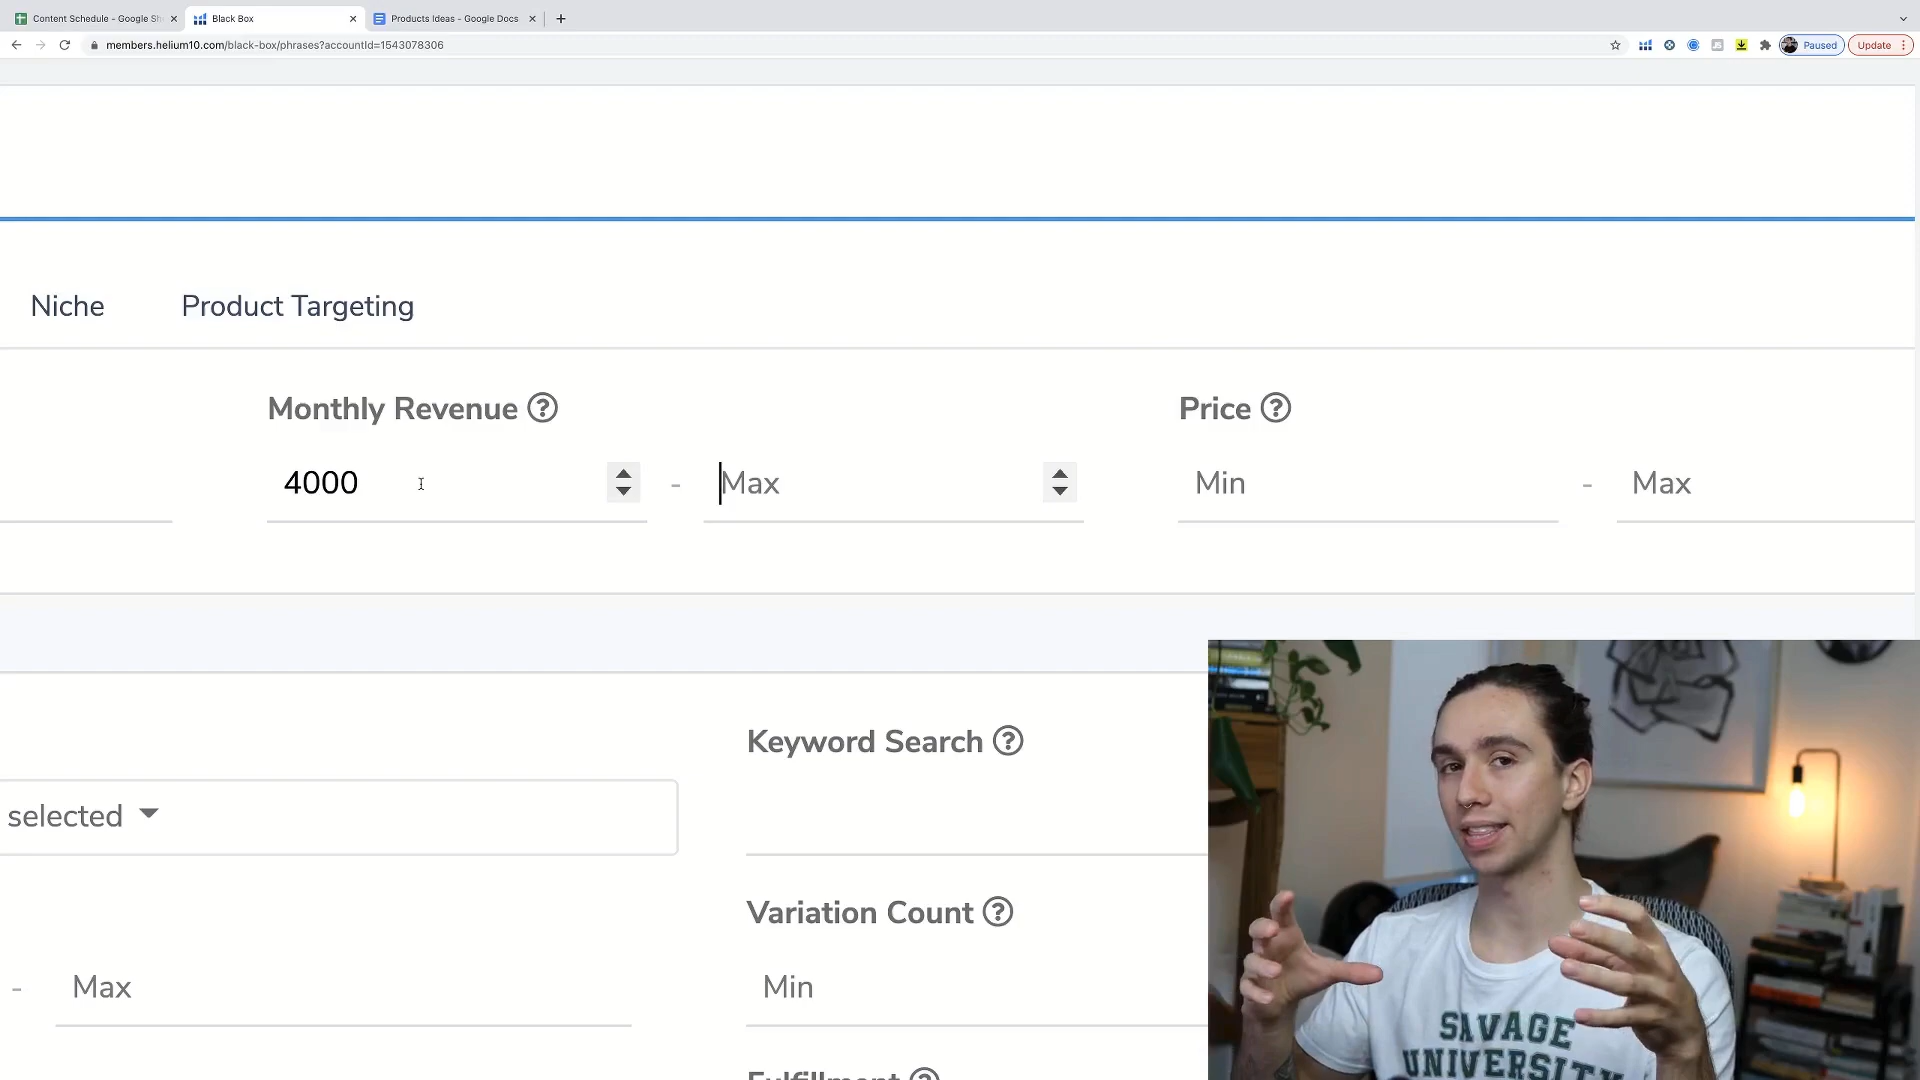 Content Schedule - Google Sh
Black Box
Products Ideas - Google Docs
members.helium10.com/black-box/phrases?accountId=1543078306
Paused
Update
Niche
Product Targeting
Monthly Revenue ?
Price ?
4000
-
Max
Min
-
Max
Keyword Search ?
selected
Variation Count ?
-
Max
Min
Fulfillment ?
SAVAGE
UNIVERSITY